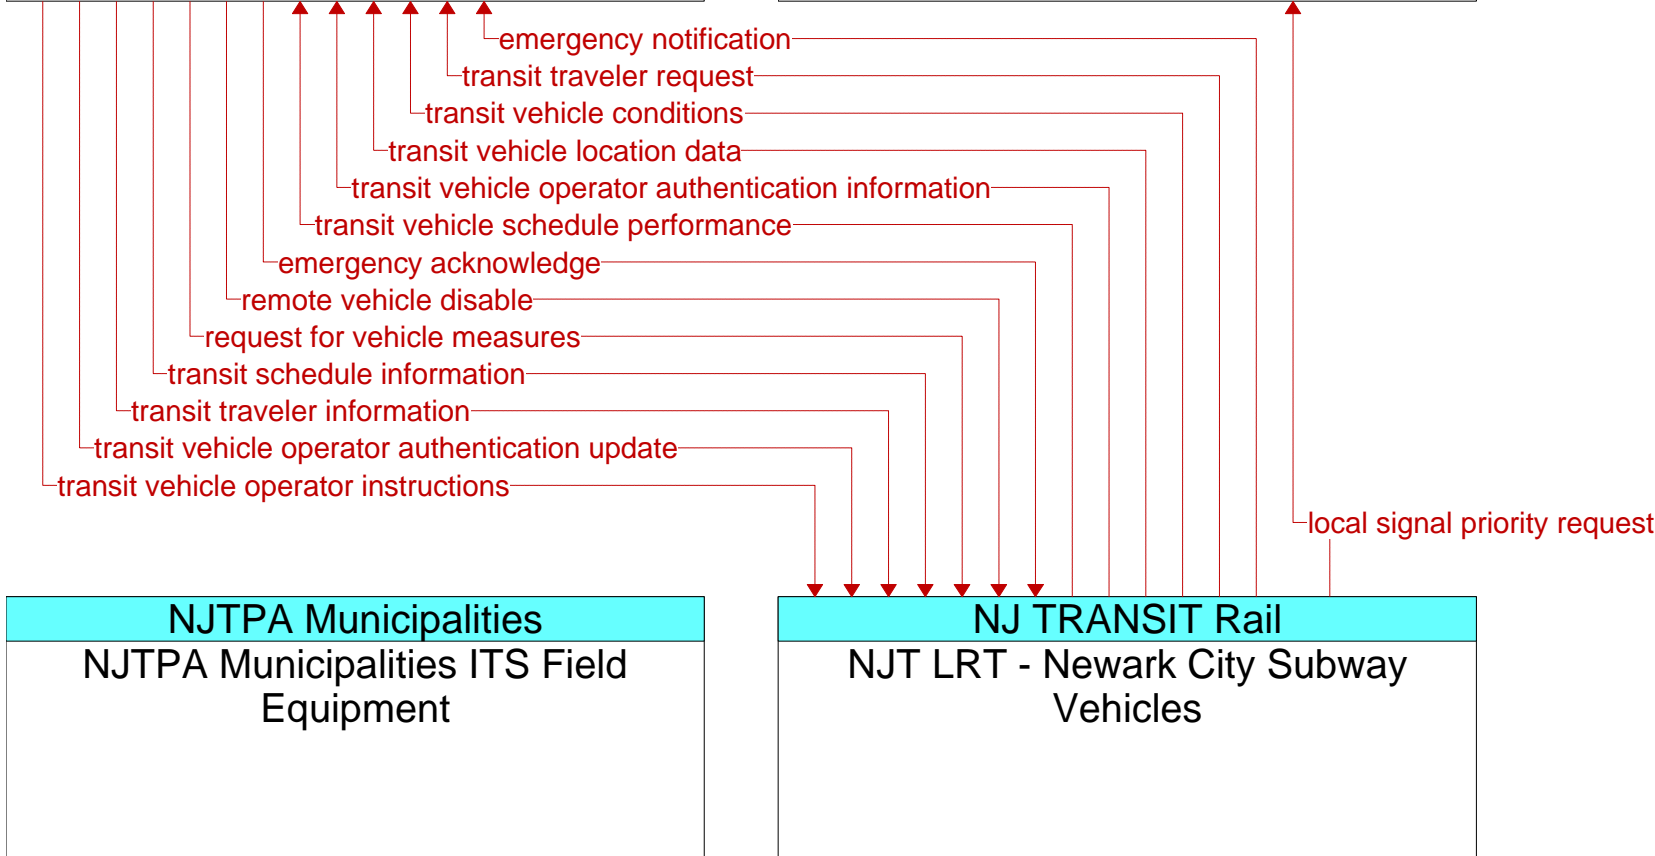 emergency notification
transit traveler request
transit vehicle conditions
transit vehicle location data
transit vehicle operator authentication information
transit vehicle schedule performance
emergency acknowledge
remote vehicle disable
request for vehicle measures
transit schedule information
transit traveler information
transit vehicle operator authentication update
transit vehicle operator instructions
local signal priority request
NJTPA Municipalities
NJTPA Municipalities ITS Field
Equipment
NJ TRANSIT Rail
NJT LRT - Newark City Subway
Vehicles